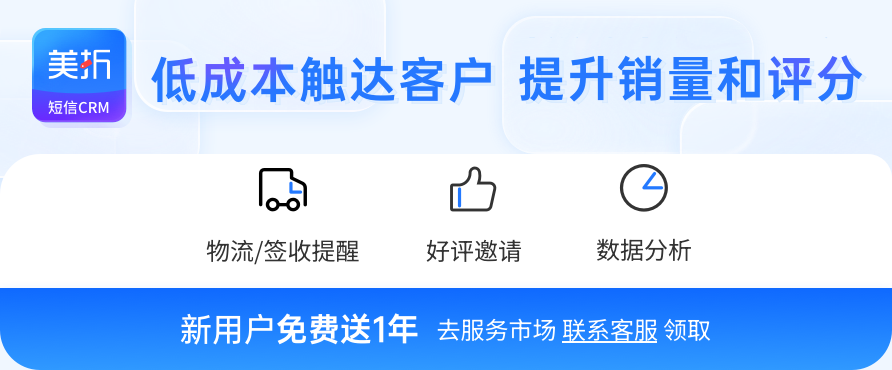 美折
短信CRM
低成本触达客户 提升销量和评分
物流/签收提醒
好评邀请
数据分析
新用户免费送1年 去服务市场 联系客服 领取